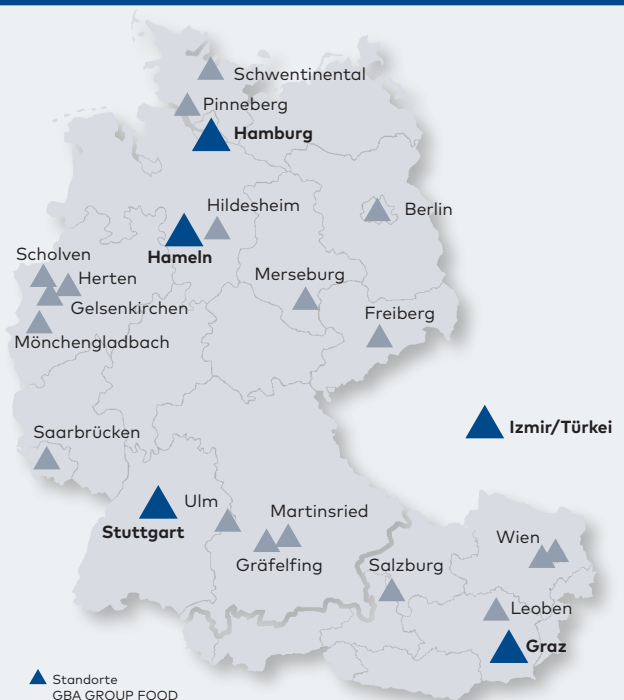 Schwentinental
Pinneberg
Hamburg
Hildesheim
Berlin
Hameln
Scholven
Herten
Merseburg
Gelsenkirchen
Freiberg
Mönchengladbach
Izmir/Türkei
Saarbrücken
Ulm
Martinsried
Stuttgart
Gräfelfing
Salzburg
Wien
Leoben
Graz
Standorte
GBA GROUP FOOD